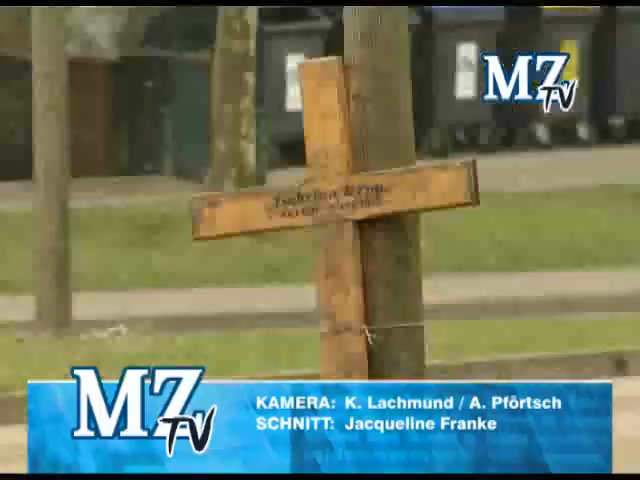 MZ TV
MZ TV
KAMERA: K. Lachmund / A. Pförtsch
SCHNITT: Jacqueline Franke